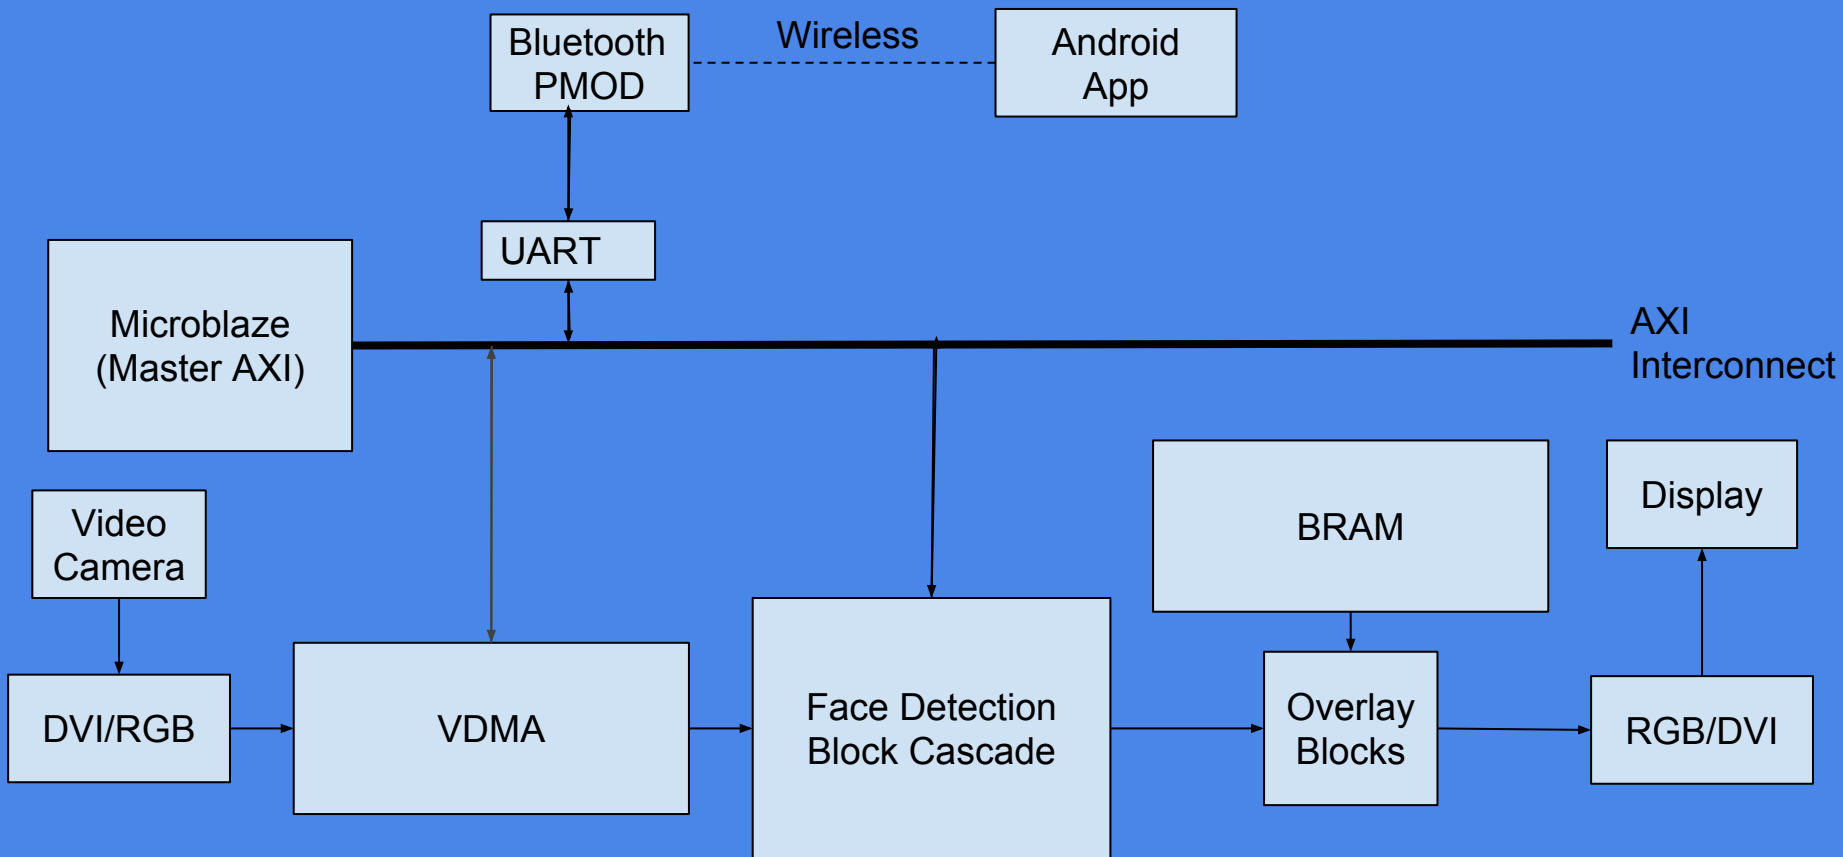 Bluetooth
PMOD
Wireless
Android
App
UART
Microblaze
(Master AXI)
AXI
Interconnect
Video
Camera
BRAM
Display
DVI/RGB
VDMA
Face Detection
Block Cascade
Overlay
Blocks
RGB/DVI